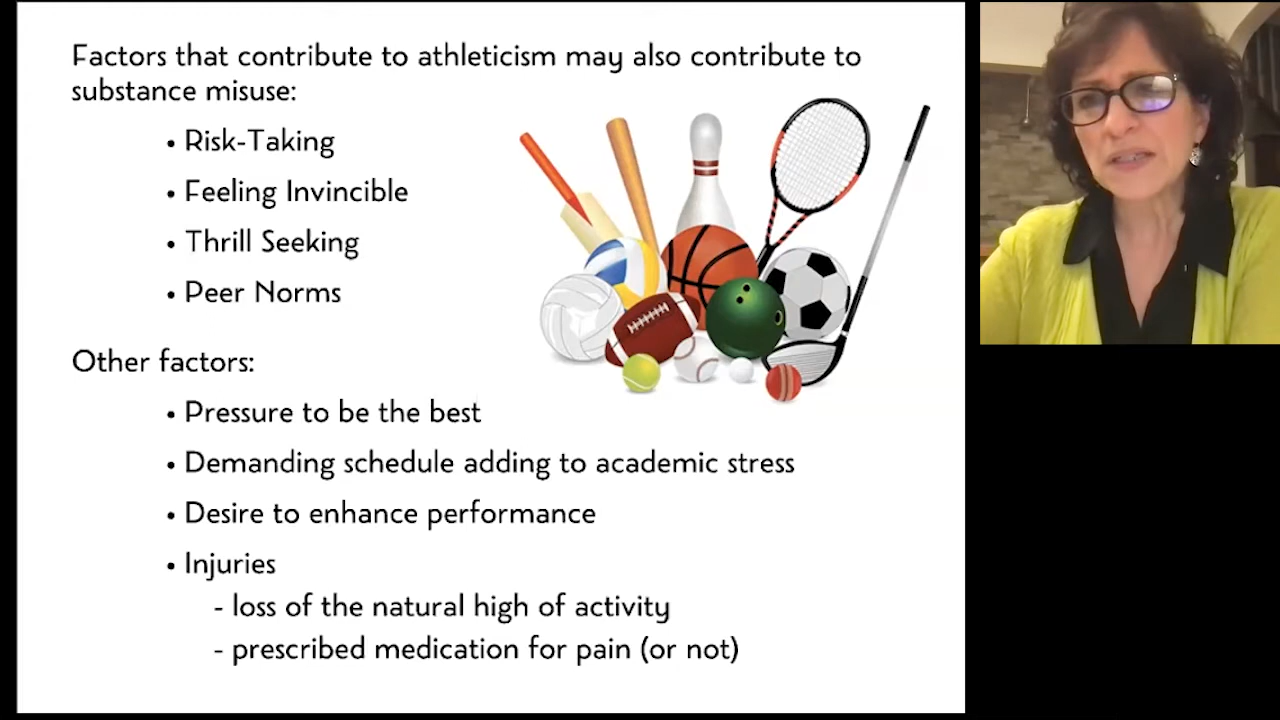 Factors that contribute to athleticism may also contribute to
substance misuse:
• Risk-Taking
• Feeling Invincible
• Thrill Seeking
• Peer Norms
Other factors:
• Pressure to be the best
• Demanding schedule adding to academic stress
• Desire to enhance performance
• Injuries
- loss of the natural high of activity
- prescribed medication for pain (or not)